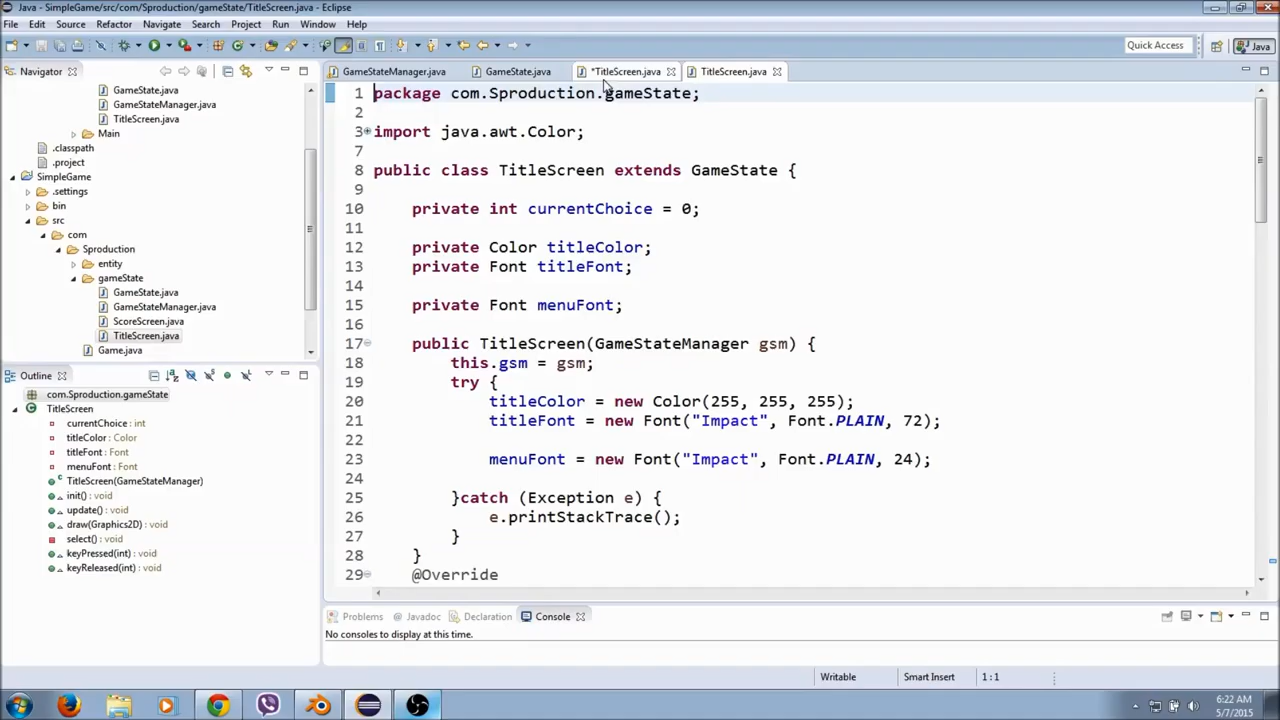 Java - SimpleGame/src/com/Sproduction/gameState/TitleScreen.java - Eclipse
File Edit Source Refactor Navigate Search Project Run Window Help
Quick Access Java
Navigator
GameStateManager.java GameState.java *TitleScreen.java TitleScreen.java
GameState.java
GameStateManager.java
TitleScreen.java
Main
.classpath
.project
SimpleGame
.settings
bin
src
com
Sproduction
entity
gameState
GameState.java
GameStateManager.java
ScoreScreen.java
TitleScreen.java
Game.java
Outline
com.Sproduction.gameState
TitleScreen
currentChoice : int
titleColor : Color
titleFont : Font
menuFont : Font
TitleScreen(GameStateManager)
init() : void
update() : void
draw(Graphics2D) : void
select() : void
keyPressed(int) : void
keyReleased(int) : void
1 package com.Sproduction.gameState;
2
3 import java.awt.Color;
7
8 public class TitleScreen extends GameState {
9
10 private int currentChoice = 0;
11
12 private Color titleColor;
13 private Font titleFont;
14
15 private Font menuFont;
16
17 public TitleScreen(GameStateManager gsm) {
18 this.gsm = gsm;
19 try {
20 titleColor = new Color(255, 255, 255);
21 titleFont = new Font("Impact", Font.PLAIN, 72);
22
23 menuFont = new Font("Impact", Font.PLAIN, 24);
24
25 }catch (Exception e) {
26 e.printStackTrace();
27 }
28 }
29 @Override
Problems @ Javadoc Declaration Console
No consoles to display at this time.
Writable Smart Insert 1 : 1
6:22 AM
5/7/2015